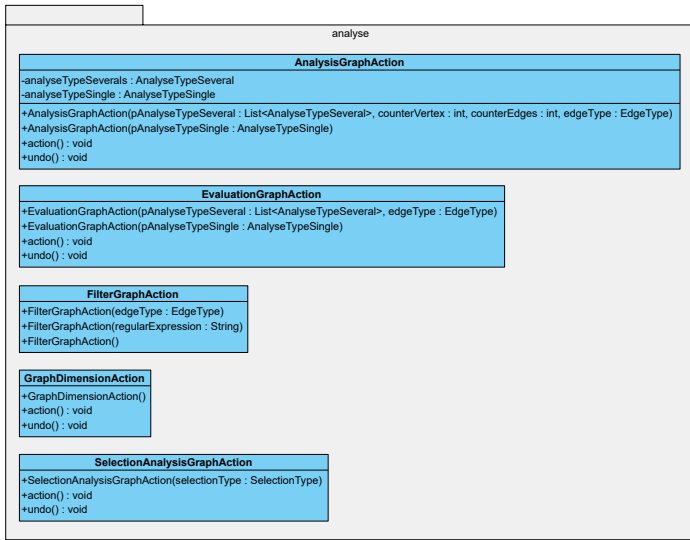 analyse
AnalysisGraphAction
-analyseTypeSeverals : AnalyseTypeSeveral
-analyseTypeSingle : AnalyseTypeSingle
+AnalysisGraphAction(pAnalyseTypeSeveral : List<AnalyseTypeSeveral>, counterVertex : int, counterEdges : int, edgeType : EdgeType)
+AnalysisGraphAction(pAnalyseTypeSingle : AnalyseTypeSingle)
+action() : void
+undo() : void
EvaluationGraphAction
+EvaluationGraphAction(pAnalyseTypeSeveral : List<AnalyseTypeSeveral>, edgeType : EdgeType)
+EvaluationGraphAction(pAnalyseTypeSingle : AnalyseTypeSingle)
+action() : void
+undo() : void
FilterGraphAction
+FilterGraphAction(edgeType : EdgeType)
+FilterGraphAction(regularExpression : String)
+FilterGraphAction()
GraphDimensionAction
+GraphDimensionAction()
+action() : void
+undo() : void
SelectionAnalysisGraphAction
+SelectionAnalysisGraphAction(selectionType : SelectionType)
+action() : void
+undo() : void